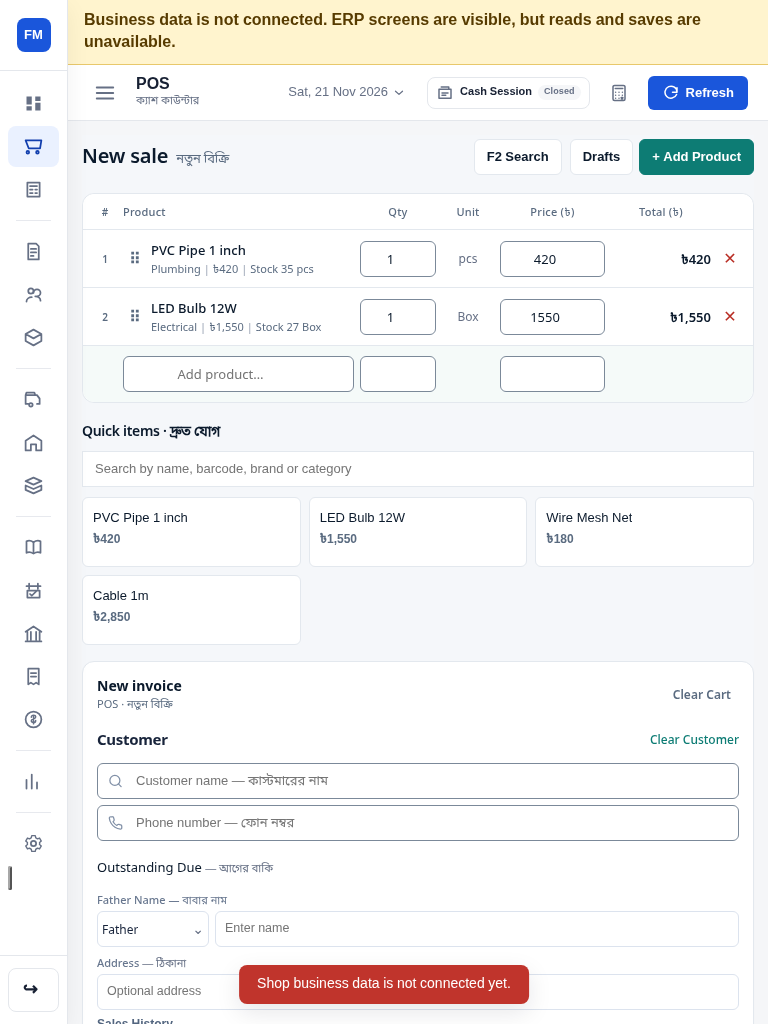 FM
Business data is not connected. ERP screens are visible, but reads and saves are
unavailable.
POS
ক্যাশ কাউন্টার
Sat, 21 Nov 2026
Cash Session
Closed
Refresh
New sale নতুন বিক্রি
F2 Search
Drafts
+ Add Product
# Product Qty Unit Price (৳) Total (৳)
1 PVC Pipe 1 inch 1 pcs 420 ৳420 ✕
Plumbing | ৳420 | Stock 35 pcs
2 LED Bulb 12W 1 Box 1550 ৳1,550 ✕
Electrical | ৳1,550 | Stock 27 Box
Add product...
Quick items · দ্রুত যোগ
Search by name, barcode, brand or category
PVC Pipe 1 inch
৳420
LED Bulb 12W
৳1,550
Wire Mesh Net
৳180
Cable 1m
৳2,850
New invoice
POS · নতুন বিক্রি
Clear Cart
Customer
Clear Customer
Customer name — কাস্টমারের নাম
Phone number — ফোন নম্বর
Outstanding Due — আগের বাকি
Father Name — বাবার নাম
Father
Enter name
Address — ঠিকানা
Optional address
Shop business data is not connected yet.
Sales History